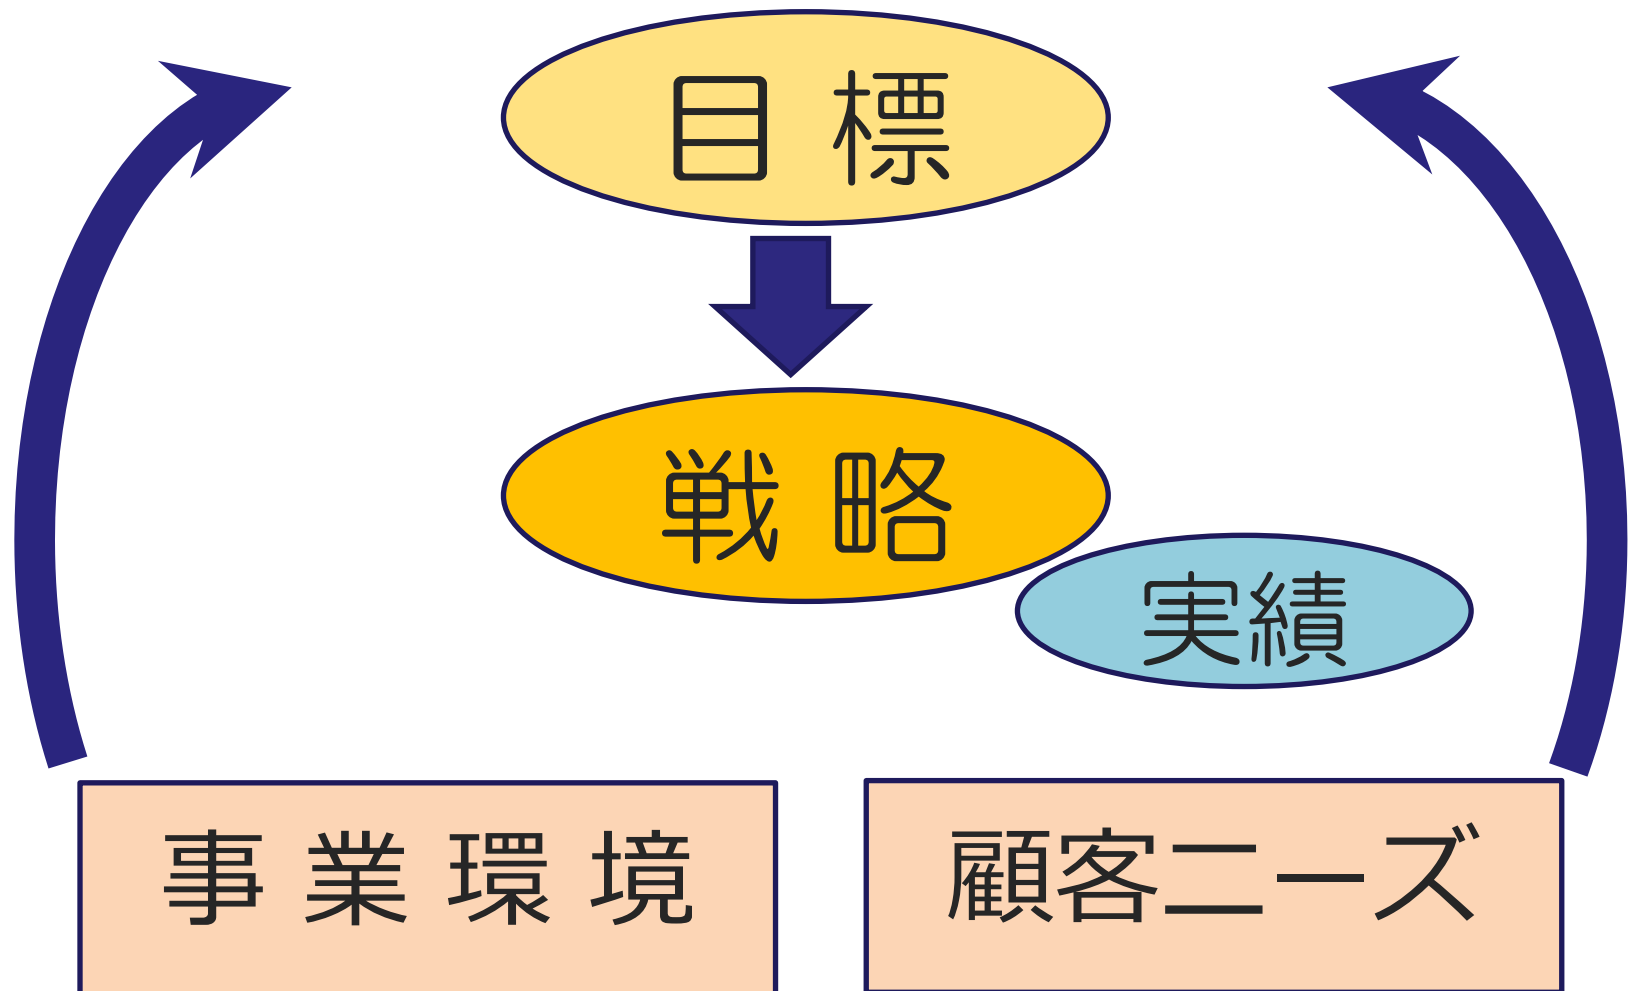 目 標
戦 略
実績
事 業 環 境
顧客ニーズ